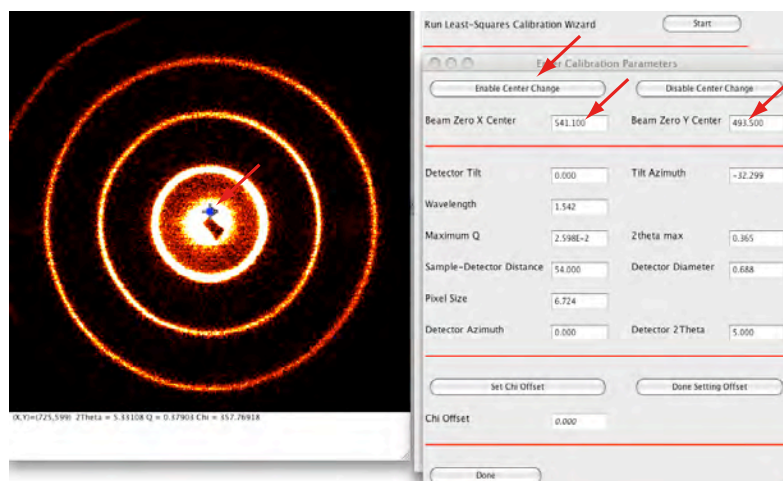 Run Least-Squares Calibration Wizard Start
Enter Calibration Parameters
Enable Center Change Disable Center Change
Beam Zero X Center 541.100 Beam Zero Y Center 493.500
Detector Tilt 0.000 Tilt Azimuth -32.299
Wavelength 1.542
Maximum Q 2.598E-2 2theta max 0.365
Sample-Detector Distance 54.000 Detector Diameter 0.688
Pixel Size 6.724
Detector Azimuth 0.000 Detector 2Theta 5.000
Set Chi Offset Done Setting Offset
Chi Offset 0.000
Done
(X,Y)=(725,599) 2Theta = 5.33108 Q = 0.37903 Chi = 357.76918